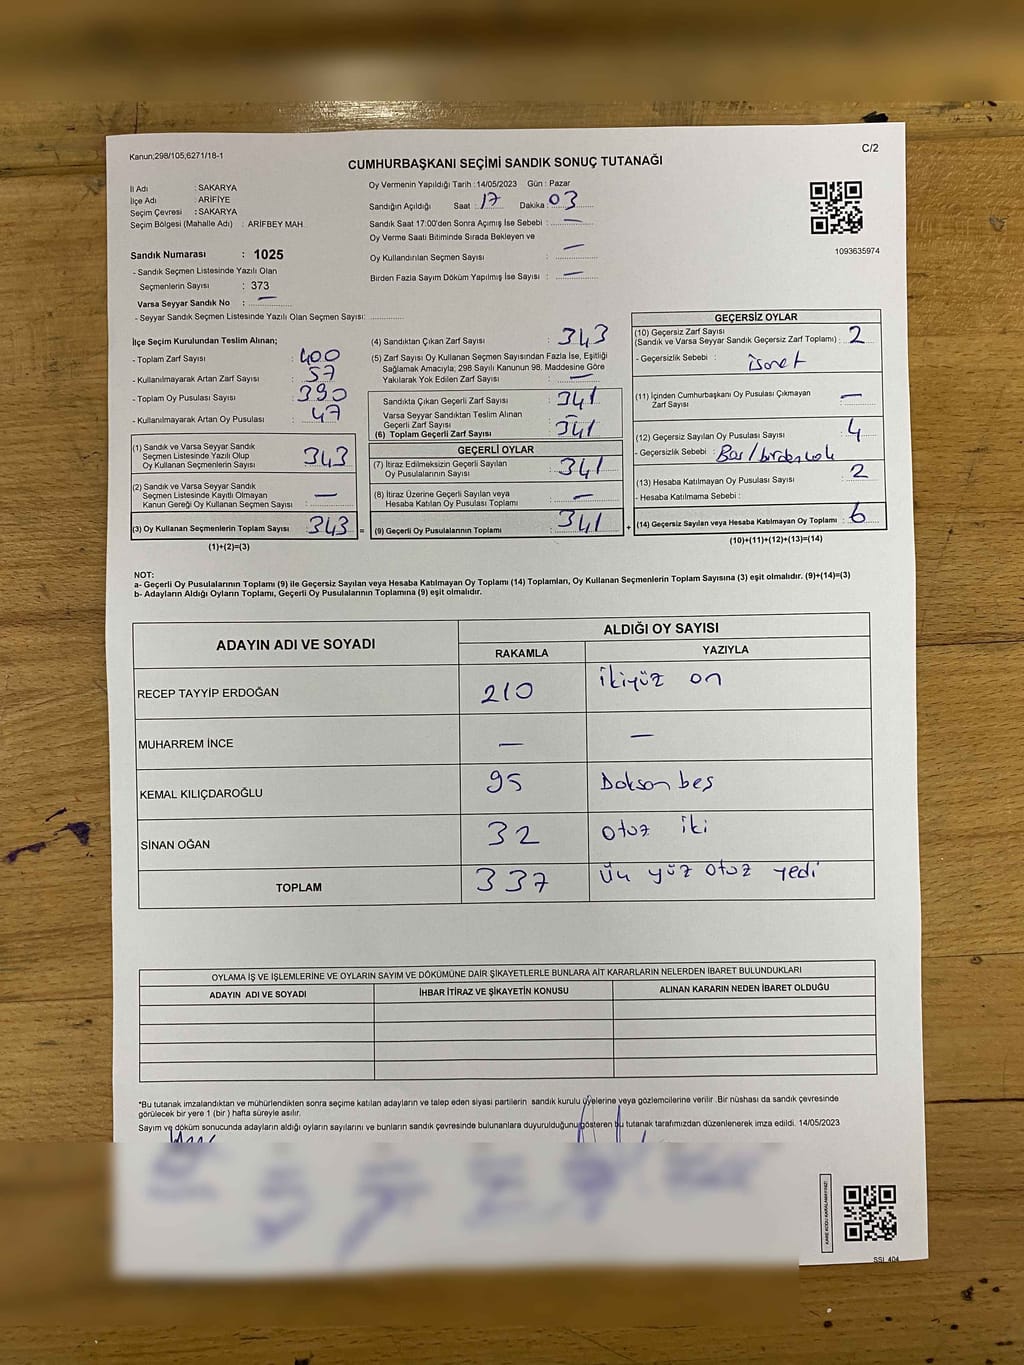 Kanun;298/105;6271/18-1
C/2
CUMHURBAŞKANI SEÇİMİ SANDIK SONUÇ TUTANAĞI
İl Adı : SAKARYA
İlçe Adı : ARİFİYE
Seçim Çevresi : SAKARYA
Seçim Bölgesi (Mahalle Adı) : ARİFBEY MAH.
Oy Vermenin Yapıldığı Tarih : 14/05/2023 Gün : Pazar
Sandığın Açıldığı Saat : 17 Dakika : 03
Sandık Saat 17:00'den Sonra Açımış İse Sebebi : —
Oy Verme Saati Bitiminde Sırada Bekleyen ve
Oy Kullandırılan Seçmen Sayısı : —
Birden Fazla Sayım Döküm Yapılmış İse Sayısı : —
1093635974
Sandık Numarası : 1025
- Sandık Seçmen Listesinde Yazılı Olan
Seçmenlerin Sayısı : 373
Varsa Seyyar Sandık No : —
- Seyyar Sandık Seçmen Listesinde Yazılı Olan Seçmen Sayısı:
İlçe Seçim Kurulundan Teslim Alınan;
- Toplam Zarf Sayısı : 400
- Kullanılmayarak Artan Zarf Sayısı : 57
- Toplam Oy Pusulası Sayısı : 390
- Kullanılmayarak Artan Oy Pusulası : 47
(1) Sandık ve Varsa Seyyar Sandık
Seçmen Listesinde Yazılı Olup
Oy Kullanan Seçmenlerin Sayısı : 343
(2) Sandık ve Varsa Seyyar Sandık
Seçmen Listesinde Kayıtlı Olmayan
Kanun Gereği Oy Kullanan Seçmen Sayısı : —
(3) Oy Kullanan Seçmenlerin Toplam Sayısı : 343
(1)+(2)=(3)
=
(4) Sandıktan Çıkan Zarf Sayısı : 343
(5) Zarf Sayısı Oy Kullanan Seçmen Sayısından Fazla İse, Eşitliği
Sağlamak Amacıyla; 298 Sayılı Kanunun 98. Maddesine Göre
Yakılarak Yok Edilen Zarf Sayısı : —
Sandıkta Çıkan Geçerli Zarf Sayısı : 341
Varsa Seyyar Sandıktan Teslim Alınan
Geçerli Zarf Sayısı : —
(6) Toplam Geçerli Zarf Sayısı : 341
GEÇERLİ OYLAR
(7) İtiraz Edilmeksizin Geçerli Sayılan
Oy Pusulalarının Sayısı : 341
(8) İtiraz Üzerine Geçerli Sayılan veya
Hesaba Katılan Oy Pusulası Toplamı : —
(9) Geçerli Oy Pusulalarının Toplamı : 341
+
GEÇERSİZ OYLAR
(10) Geçersiz Zarf Sayısı
(Sandık ve Varsa Seyyar Sandık Geçersiz Zarf Toplamı) : 2
- Geçersizlik Sebebi :
(11) İçinden Cumhurbaşkanı Oy Pusulası Çıkmayan
Zarf Sayısı : —
(12) Geçersiz Sayılan Oy Pusulası Sayısı : 4
- Geçersizlik Sebebi : Boş/birden çok
(13) Hesaba Katılmayan Oy Pusulası Sayısı : 2
- Hesaba Katılmama Sebebi :
(14) Geçersiz Sayılan veya Hesaba Katılmayan Oy Toplamı : 6
(10)+(11)+(12)+(13)=(14)
NOT:
a- Geçerli Oy Pusulalarının Toplamı (9) ile Geçersiz Sayılan veya Hesaba Katılmayan Oy Toplamı (14) Toplamları, Oy Kullanan Seçmenlerin Toplam Sayısına (3) eşit olmalıdır. (9)+(14)=(3)
b- Adayların Aldığı Oyların Toplamı, Geçerli Oy Pusulalarının Toplamına (9) eşit olmalıdır.
ADAYIN ADI VE SOYADI
ALDIĞI OY SAYISI
RAKAMLA YAZIYLA
RECEP TAYYİP ERDOĞAN 210 İkiyüz on
MUHARREM İNCE — —
KEMAL KILIÇDAROĞLU 95 Doksan beş
SİNAN OĞAN 32 otuz iki
TOPLAM 337 Üç yüz otuz yedi
OYLAMA İŞ VE İŞLEMLERİNE VE OYLARIN SAYIM VE DÖKÜMÜNE DAİR ŞİKAYETLERLE BUNLARA AİT KARARLARIN NELERDEN İBARET BULUNDUKLARI
ADAYIN ADI VE SOYADI İHBAR İTİRAZ VE ŞİKAYETİN KONUSU ALINAN KARARIN NEDEN İBARET OLDUĞU
*Bu tutanak imzalandıktan ve mühürlendikten sonra seçime katılan adayların ve talep eden siyasi partilerin sandık kurulu üyelerine veya gözlemcilerine verilir .Bir nüshası da sandık çevresinde
görülecek bir yere 1 (bir ) hafta süreyle asılır.
Sayım ve döküm sonucunda adayların aldığı oyların sayılarını ve bunların sandık çevresinde bulunanlara duyurulduğunu gösteren bu tutanak tarafımızdan düzenlenerek imza edildi. 14/05/2023
KARE KODU KARALAMAYINIZ!
SSİ_404